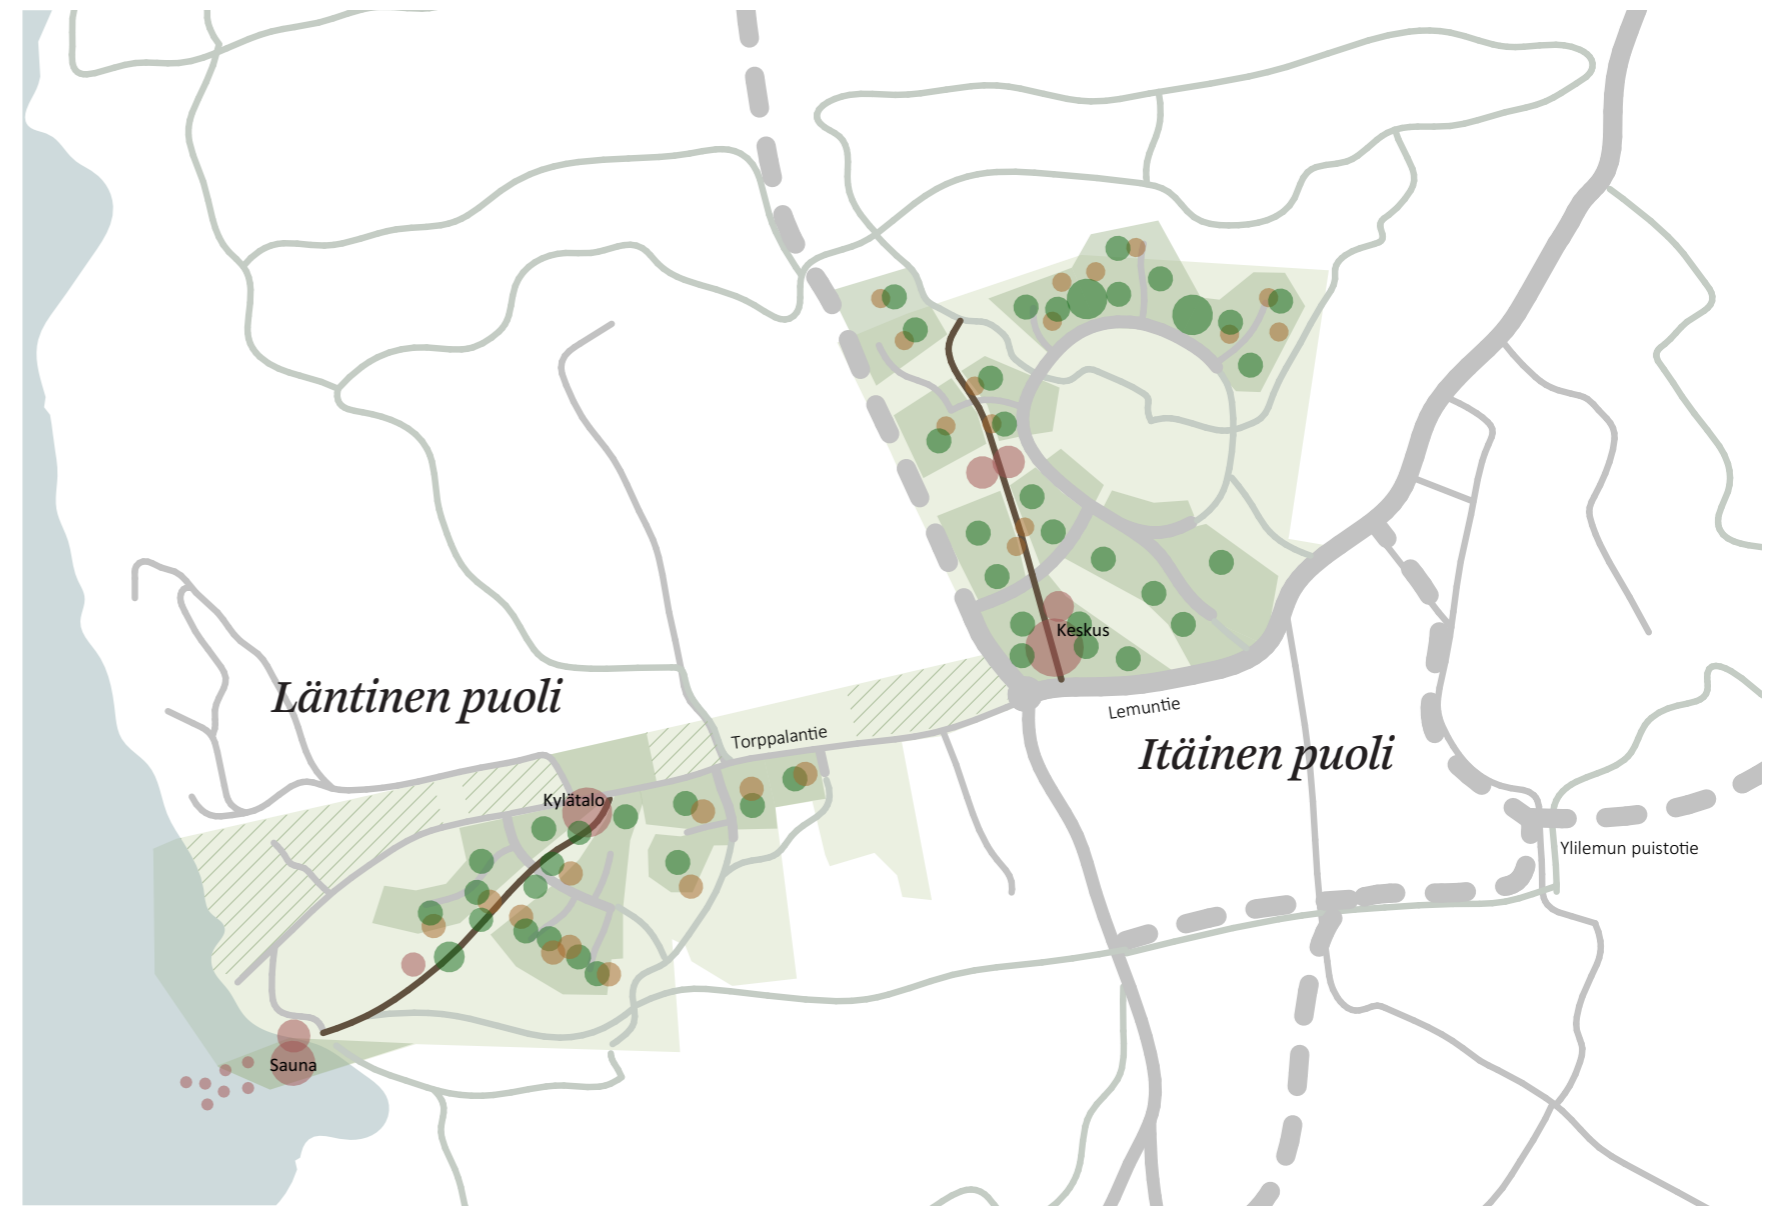 Keskus
Läntinen puoli
Lemuntie
Torppalantie
Itäinen puoli
Kylätalo
Ylilemun puistotie
Sauna